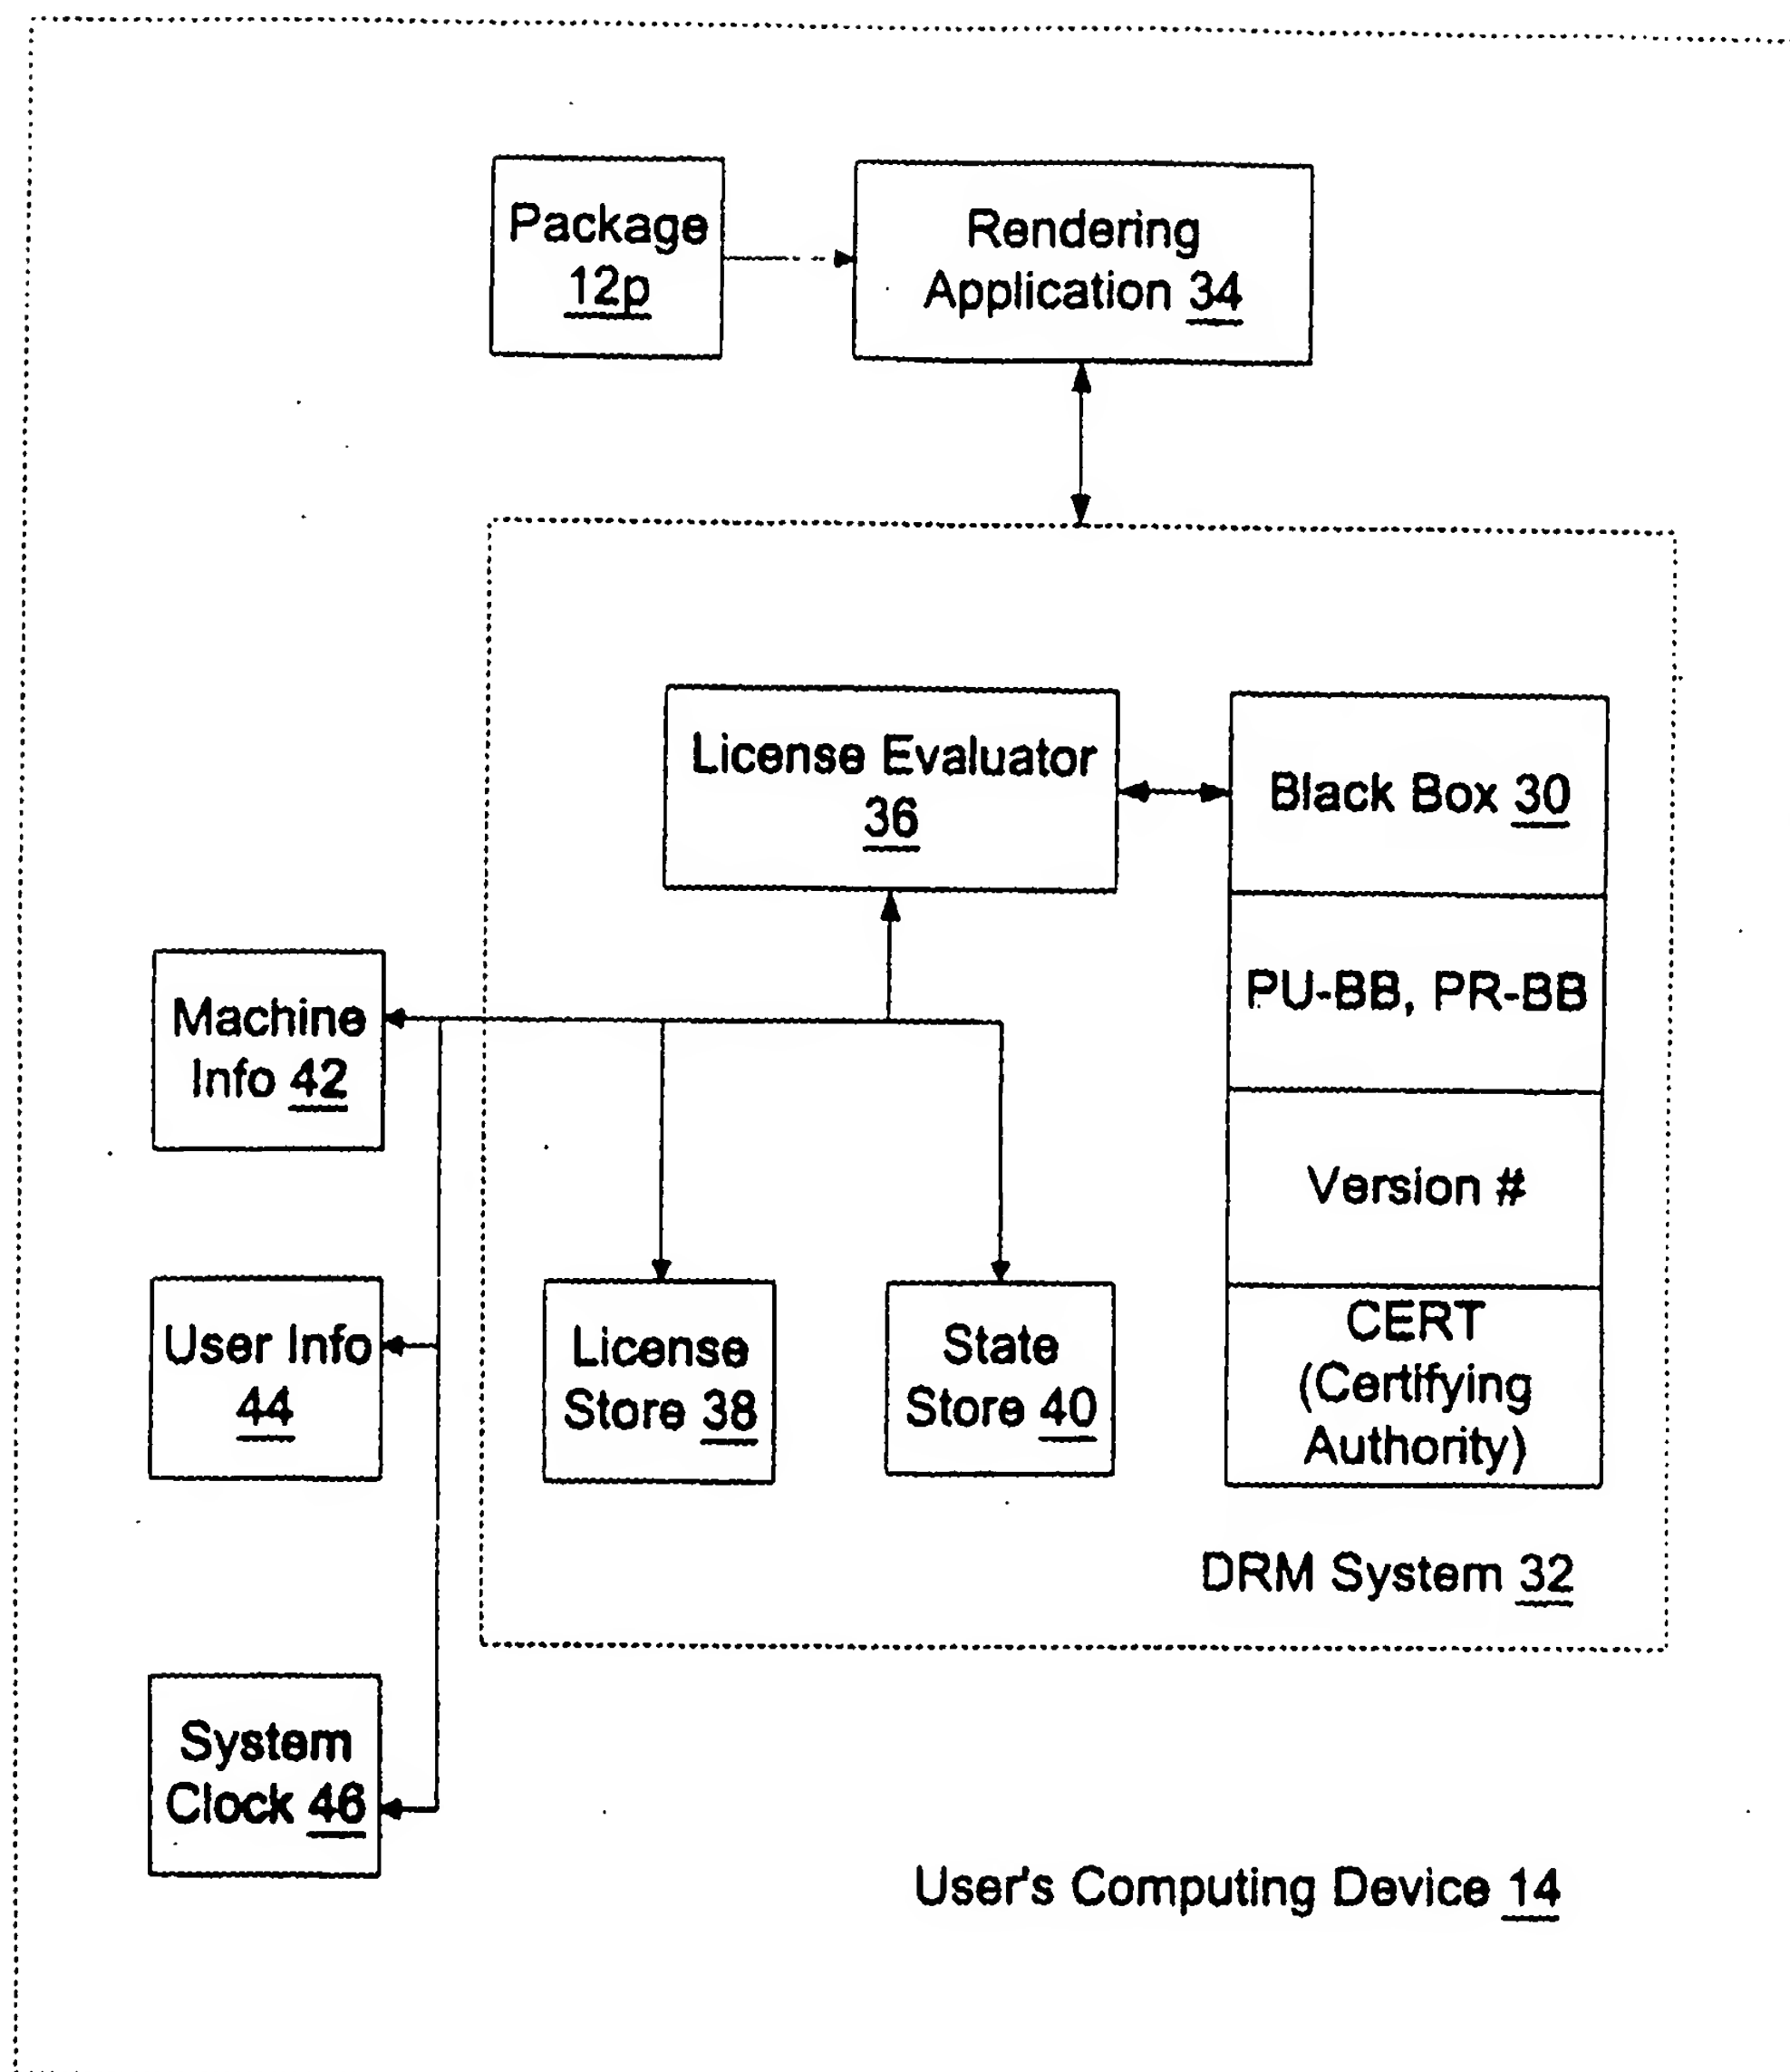 Package
12p
Rendering
Application 34
License Evaluator
36
Black Box 30
PU-BB, PR-BB
Machine
Info 42
Version #
User Info
44
License
Store 38
State
Store 40
CERT
(Certifying
Authority)
DRM System 32
System
Clock 46
User's Computing Device 14